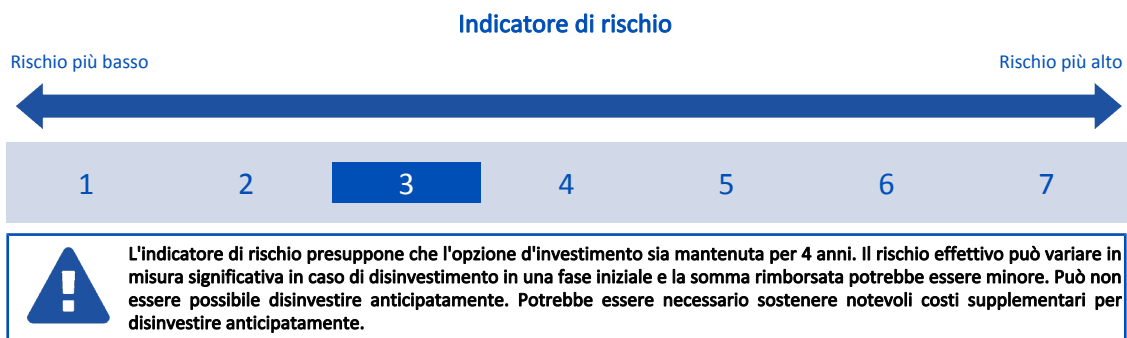 Indicatore di rischio
Rischio più basso Rischio più alto
1 2 3 4 5 6 7
L'indicatore di rischio presuppone che l'opzione d'investimento sia mantenuta per 4 anni. Il rischio effettivo può variare in
misura significativa in caso di disinvestimento in una fase iniziale e la somma rimborsata potrebbe essere minore. Può non
essere possibile disinvestire anticipatamente. Potrebbe essere necessario sostenere notevoli costi supplementari per
disinvestire anticipatamente.